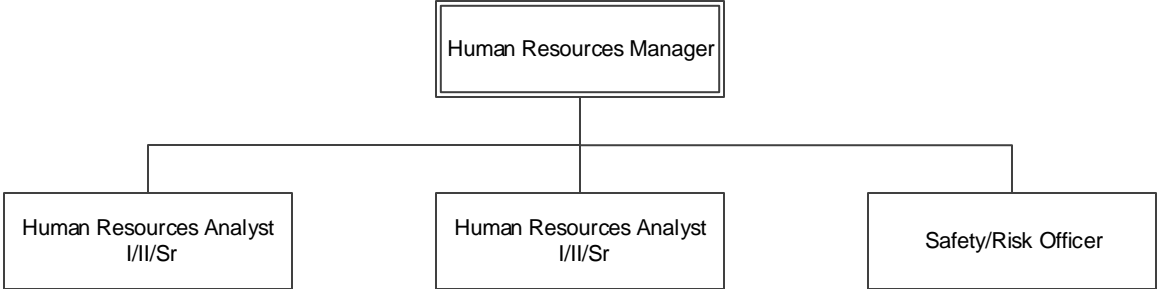 Human Resources Manager
Human Resources Analyst
I/II/Sr
Human Resources Analyst
I/II/Sr
Safety/Risk Officer